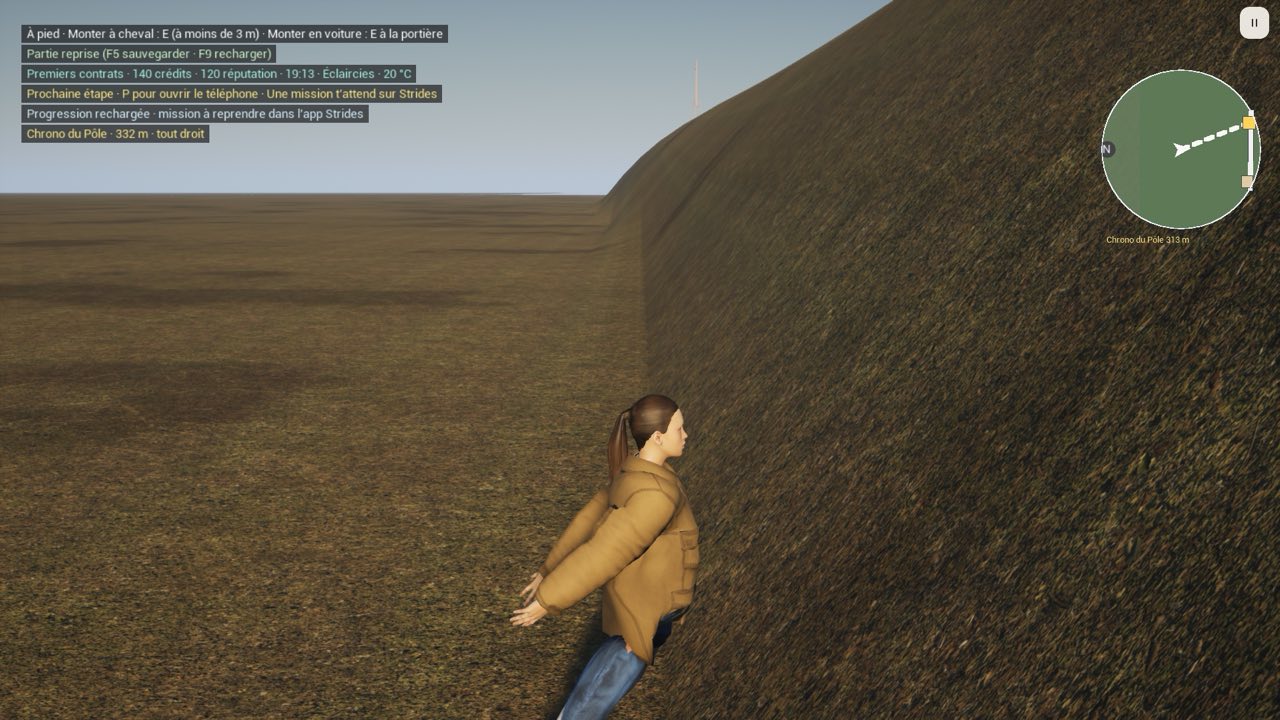 À pied · Monter à cheval : E (à moins de 3 m) · Monter en voiture : E à la portière
Partie reprise (F5 sauvegarder · F9 recharger)
Premiers contrats · 140 crédits · 120 réputation · 19:13 · Éclaircies · 20 °C
Prochaine étape · P pour ouvrir le téléphone · Une mission t'attend sur Strides
Progression rechargée · mission à reprendre dans l'app Strides
Chrono du Pôle · 332 m · tout droit
N
Chrono du Pôle 313 m